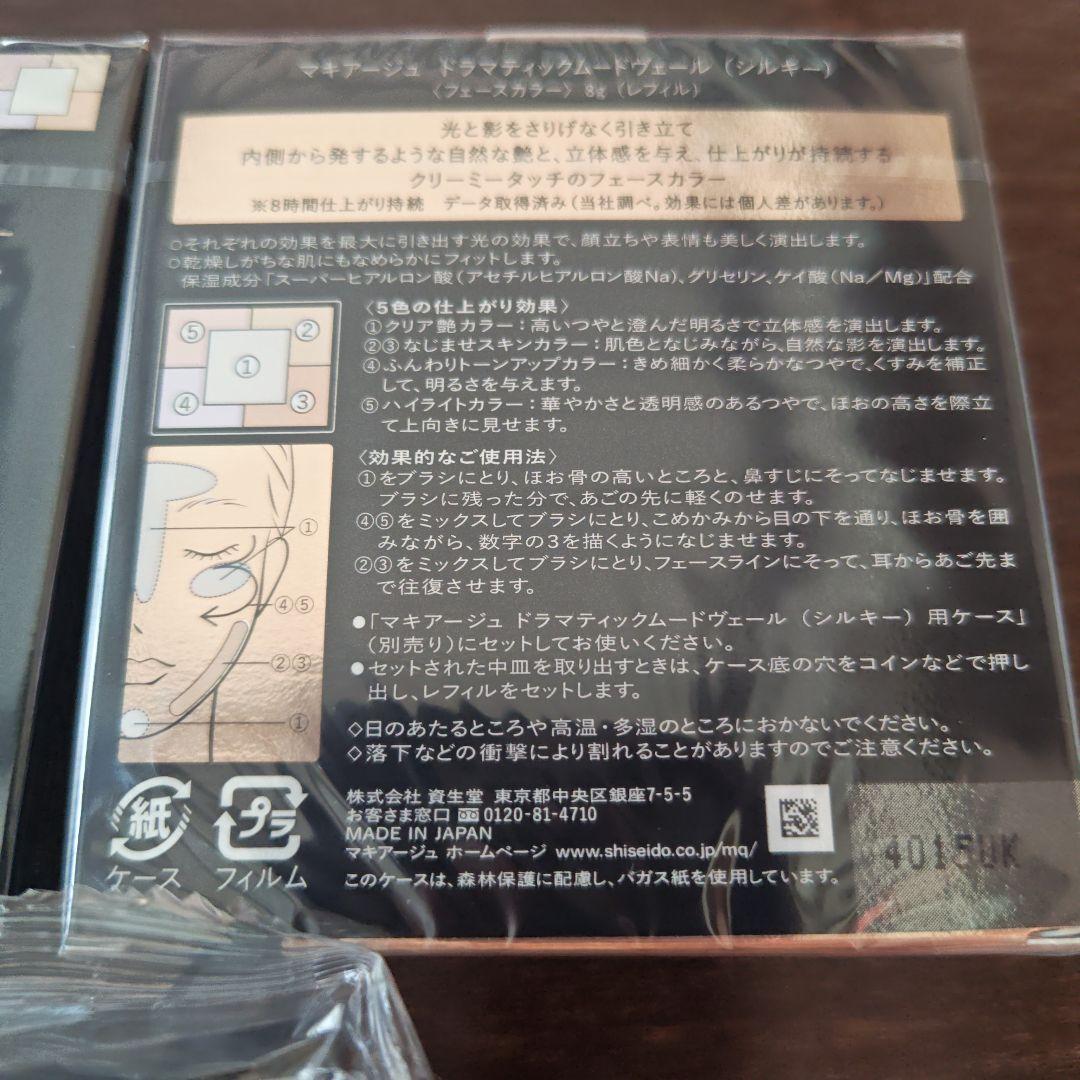 マキアージュ ドラマティックムードヴェール（シルキー）
〈フェースカラー〉 8g（レフィル）
光と影をさりげなく引き立て
内側から発するような自然な艶と、立体感を与え、仕上がりが持続する
クリーミータッチのフェースカラー
※8時間仕上がり持続 データ取得済み（当社調べ。効果には個人差があります。）
○それぞれの効果を最大に引き出す光の効果で、顔立ちや表情も美しく演出します。
○乾燥しがちな肌にもなめらかにフィットします。
保湿成分「スーパーヒアルロン酸（アセチルヒアルロン酸Na）、グリセリン、ケイ酸（Na／Mg）」配合
⑤ ② ① ④ ③
〈5色の仕上がり効果〉
①クリア艶カラー：高いつやと澄んだ明るさで立体感を演出します。
②③なじませスキンカラー：肌色となじみながら、自然な影を演出します。
④ふんわりトーンアップカラー：きめ細かく柔らかなつやで、くすみを補正
して、明るさを与えます。
⑤ハイライトカラー：華やかさと透明感のあるつやで、ほおの高さを際立
て上向きに見せます。
〈効果的なご使用法〉
①をブラシにとり、ほお骨の高いところと、鼻すじにそってなじませます。
ブラシに残った分で、あごの先に軽くのせます。
④⑤をミックスしてブラシにとり、こめかみから目の下を通り、ほお骨を囲
みながら、数字の3を描くようになじませます。
②③をミックスしてブラシにとり、フェースラインにそって、耳からあご先ま
で往復させます。
①
④⑤
②③
①
●「マキアージュ ドラマティックムードヴェール（シルキー）用ケース」
（別売り）にセットしてお使いください。
●セットされた中皿を取り出すときは、ケース底の穴をコインなどで押し
出し、レフィルをセットします。
◇日のあたるところや高温・多湿のところにおかないでください。
◇落下などの衝撃により割れることがありますのでご注意ください。
紙
ケース
プラ
フィルム
株式会社 資生堂 東京都中央区銀座7-5-5
お客さま窓口 0120-81-4710
MADE IN JAPAN
マキアージュ ホームページ www.shiseido.co.jp/mq/
このケースは、森林保護に配慮し、バガス紙を使用しています。
4015UK